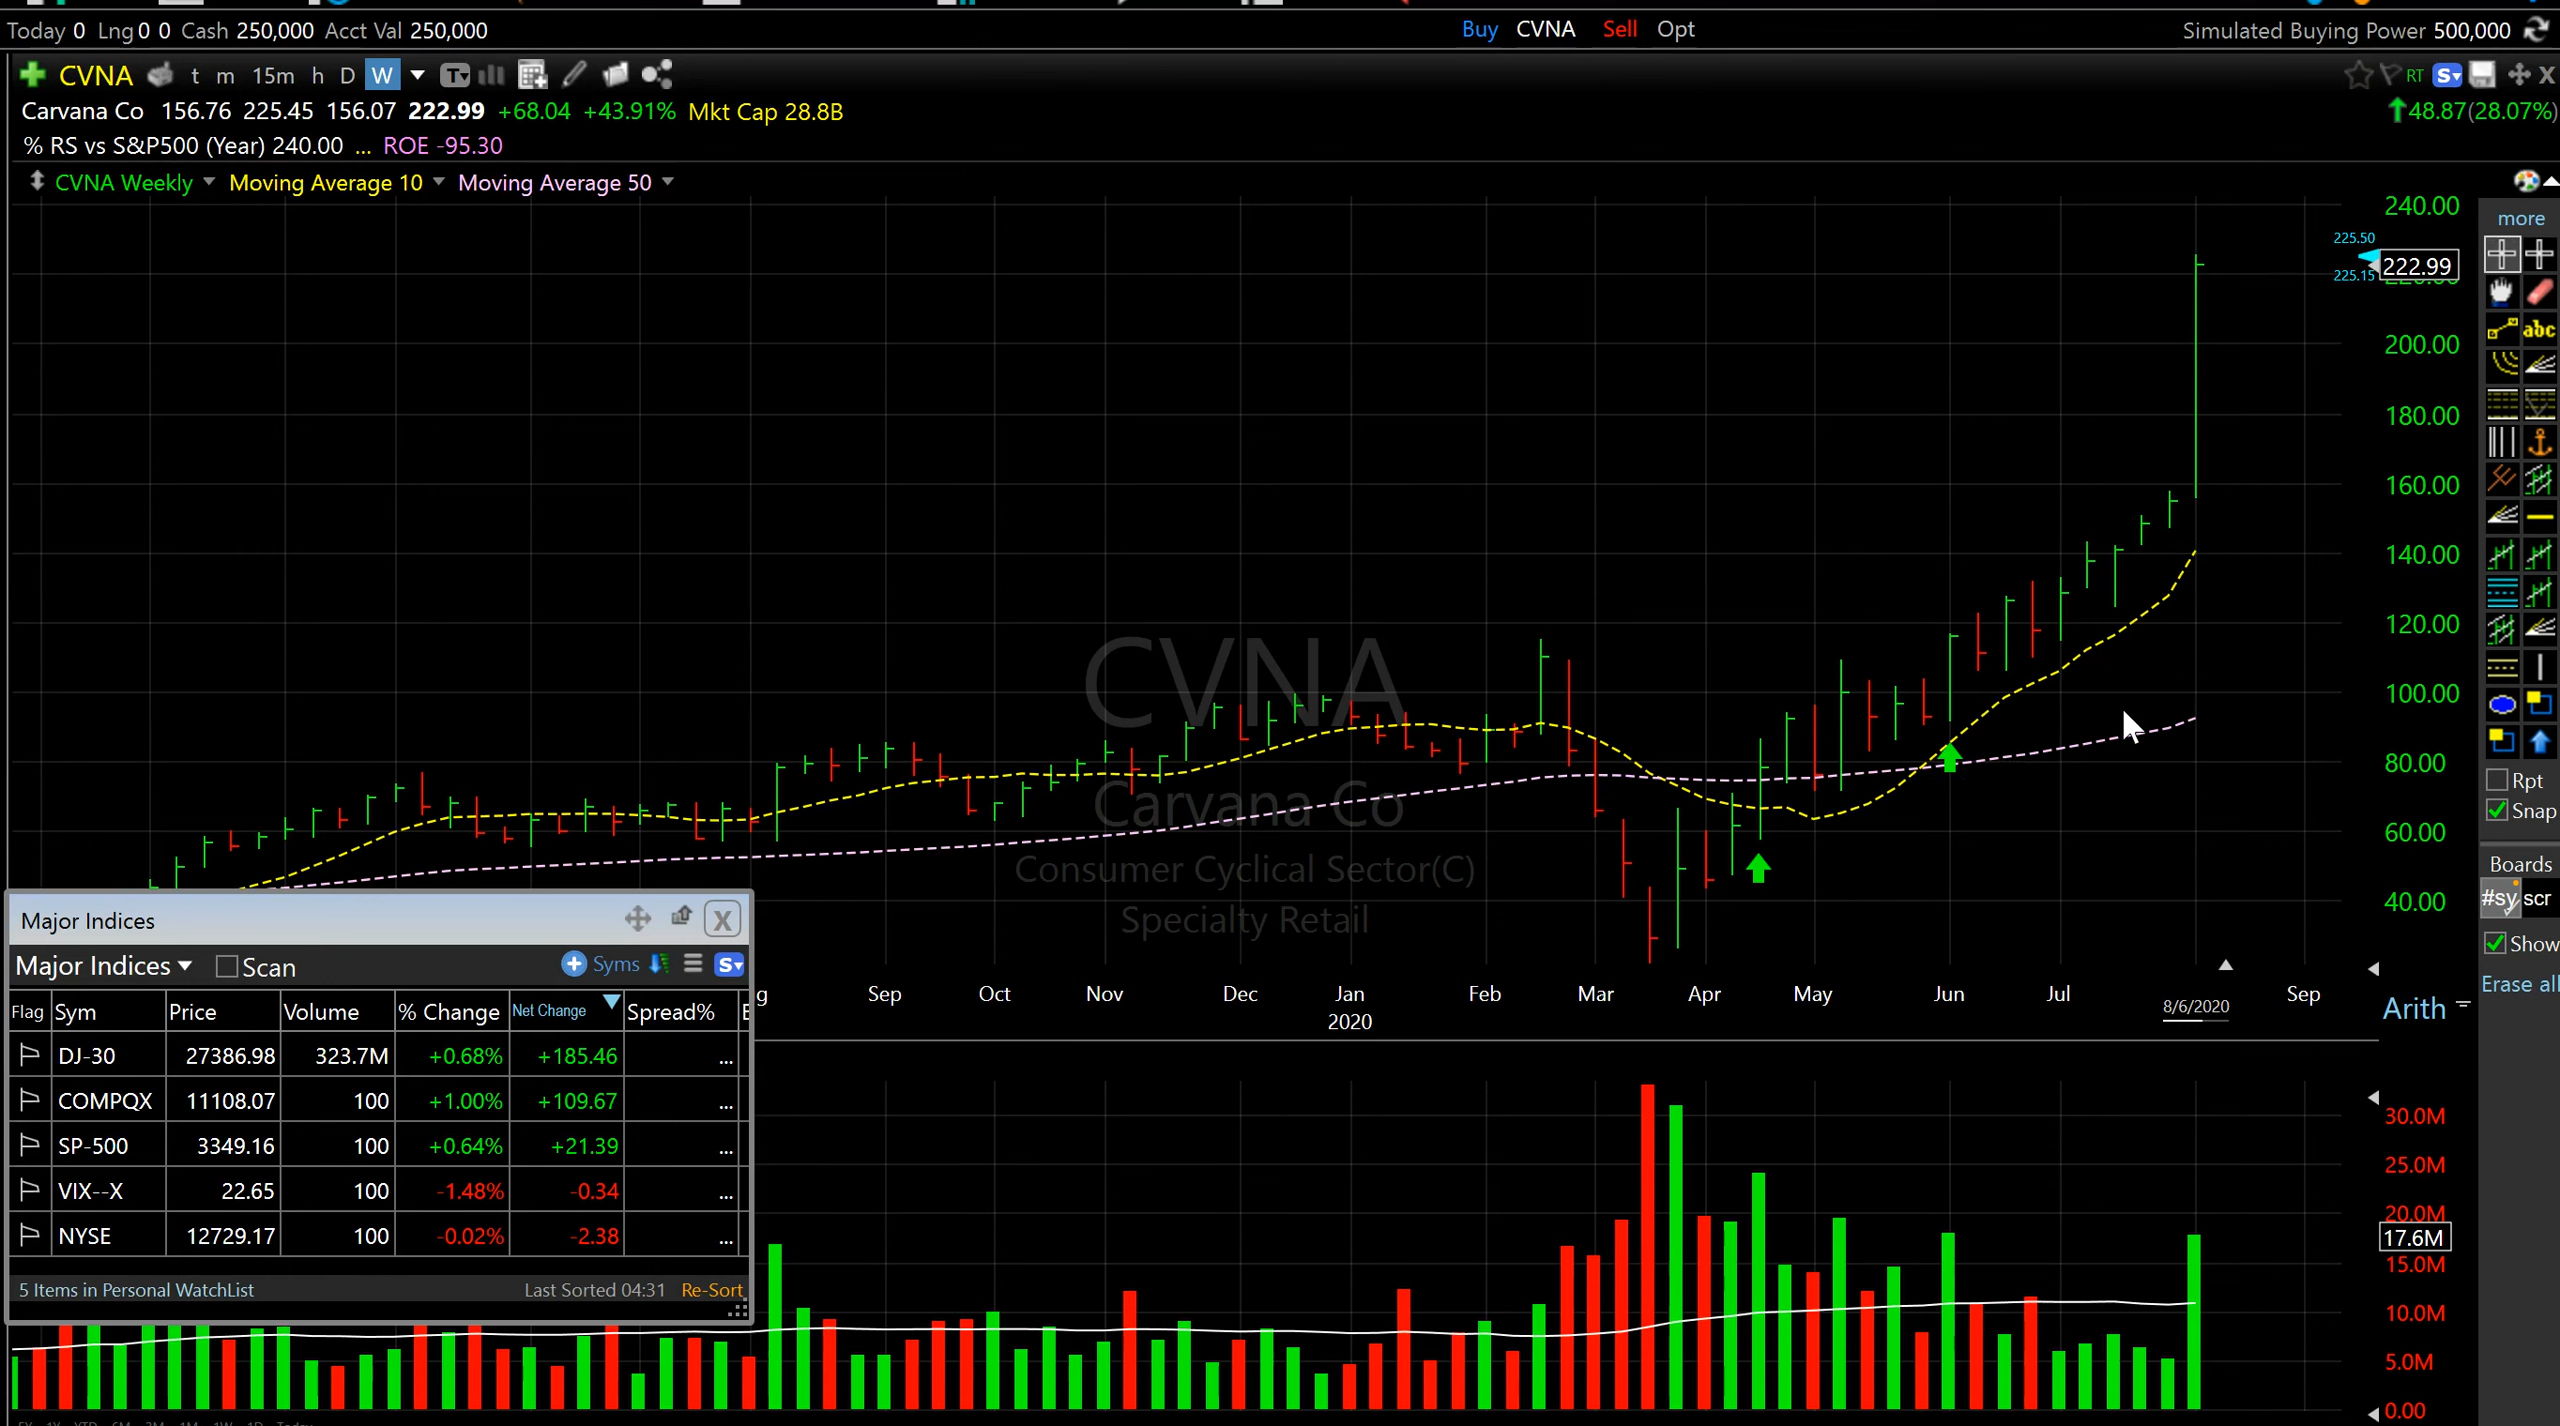 Today 0 Lng 0 0 Cash 250,000 Acct Val 250,000
Buy CVNA Sell Opt
Simulated Buying Power 500,000
CVNA t m 15m h D W T
RT S
Carvana Co 156.76 225.45 156.07 222.99 +68.04 +43.91% Mkt Cap 28.8B
48.87(28.07%)
% RS vs S&P500 (Year) 240.00 ... ROE -95.30
CVNA Weekly Moving Average 10 Moving Average 50
240.00
225.50
222.99
225.15
200.00
180.00
160.00
140.00
120.00
100.00
80.00
60.00
40.00
more
abc
Rpt
Snap
Boards
#sy scr
Show
Erase all
CVNA
Carvana Co
Consumer Cyclical Sector(C)
Specialty Retail
g Sep Oct Nov Dec Jan Feb Mar Apr May Jun Jul 8/6/2020 Sep
2020
Arith
Major Indices X
Major Indices Scan Syms S
Flag Sym Price Volume % Change Net Change Spread% E
DJ-30 27386.98 323.7M +0.68% +185.46 ...
COMPQX 11108.07 100 +1.00% +109.67 ...
SP-500 3349.16 100 +0.64% +21.39 ...
VIX--X 22.65 100 -1.48% -0.34 ...
NYSE 12729.17 100 -0.02% -2.38 ...
5 Items in Personal WatchList Last Sorted 04:31 Re-Sort
30.0M
25.0M
20.0M
17.6M
15.0M
10.0M
5.0M
0.00